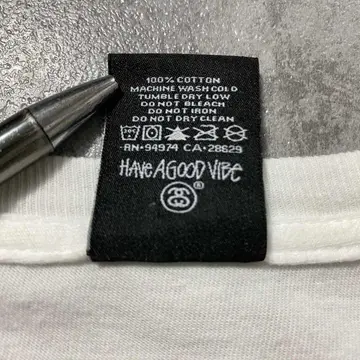 100% COTTON
MACHINE WASH COLD
TUMBLE DRY LOW
DO NOT BLEACH
DO NOT IRON
DO NOT DRY CLEAN
RN·94974 CA·28629
HAVE A GOOD VIBE
®